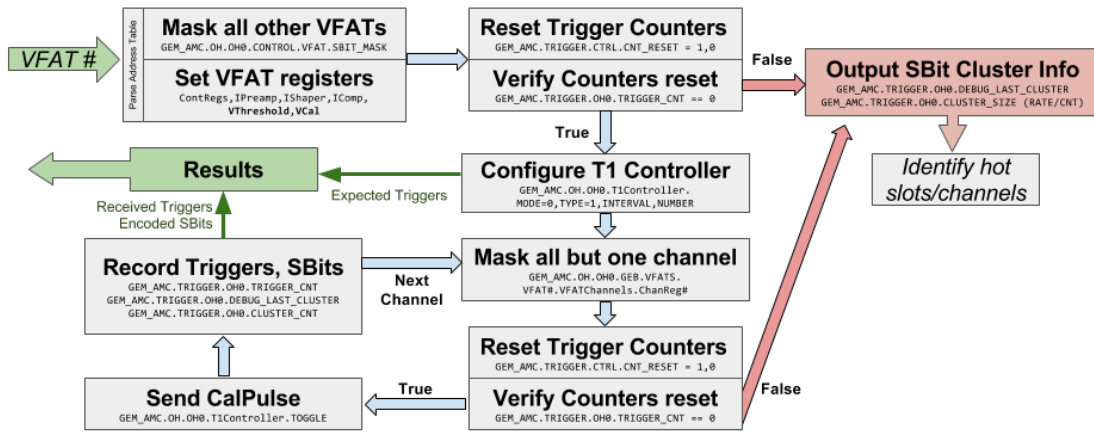 VFAT #
Parse Address Table
Mask all other VFATs
GEM_AMC.OH.OH0.CONTROL.VFAT.SBIT_MASK
Set VFAT registers
ContRegs,IPreamp,IShaper,IComp,
VThreshold,VCal
Reset Trigger Counters
GEM_AMC.TRIGGER.CTRL.CNT_RESET = 1,0
Verify Counters reset
GEM_AMC.TRIGGER.OH0.TRIGGER_CNT == 0
False
Output SBit Cluster Info
GEM_AMC.TRIGGER.OH0.DEBUG_LAST_CLUSTER
GEM_AMC.TRIGGER.OH0.CLUSTER_SIZE (RATE/CNT)
True
Identify hot
slots/channels
Results
Expected Triggers
Configure T1 Controller
GEM_AMC.OH.OH0.T1Controller.
MODE=0,TYPE=1,INTERVAL,NUMBER
Received Triggers
Encoded SBits
Record Triggers, SBits
GEM_AMC.TRIGGER.OH0.TRIGGER_CNT
GEM_AMC.TRIGGER.OH0.DEBUG_LAST_CLUSTER
GEM_AMC.TRIGGER.OH0.CLUSTER_CNT
Next
Channel
Mask all but one channel
GEM_AMC.OH.OH0.GEB.VFATS.
VFAT#.VFATChannels.ChanReg#
Reset Trigger Counters
GEM_AMC.TRIGGER.CTRL.CNT_RESET = 1,0
Verify Counters reset
GEM_AMC.TRIGGER.OH0.TRIGGER_CNT == 0
False
True
Send CalPulse
GEM_AMC.OH.OH0.T1Controller.TOGGLE